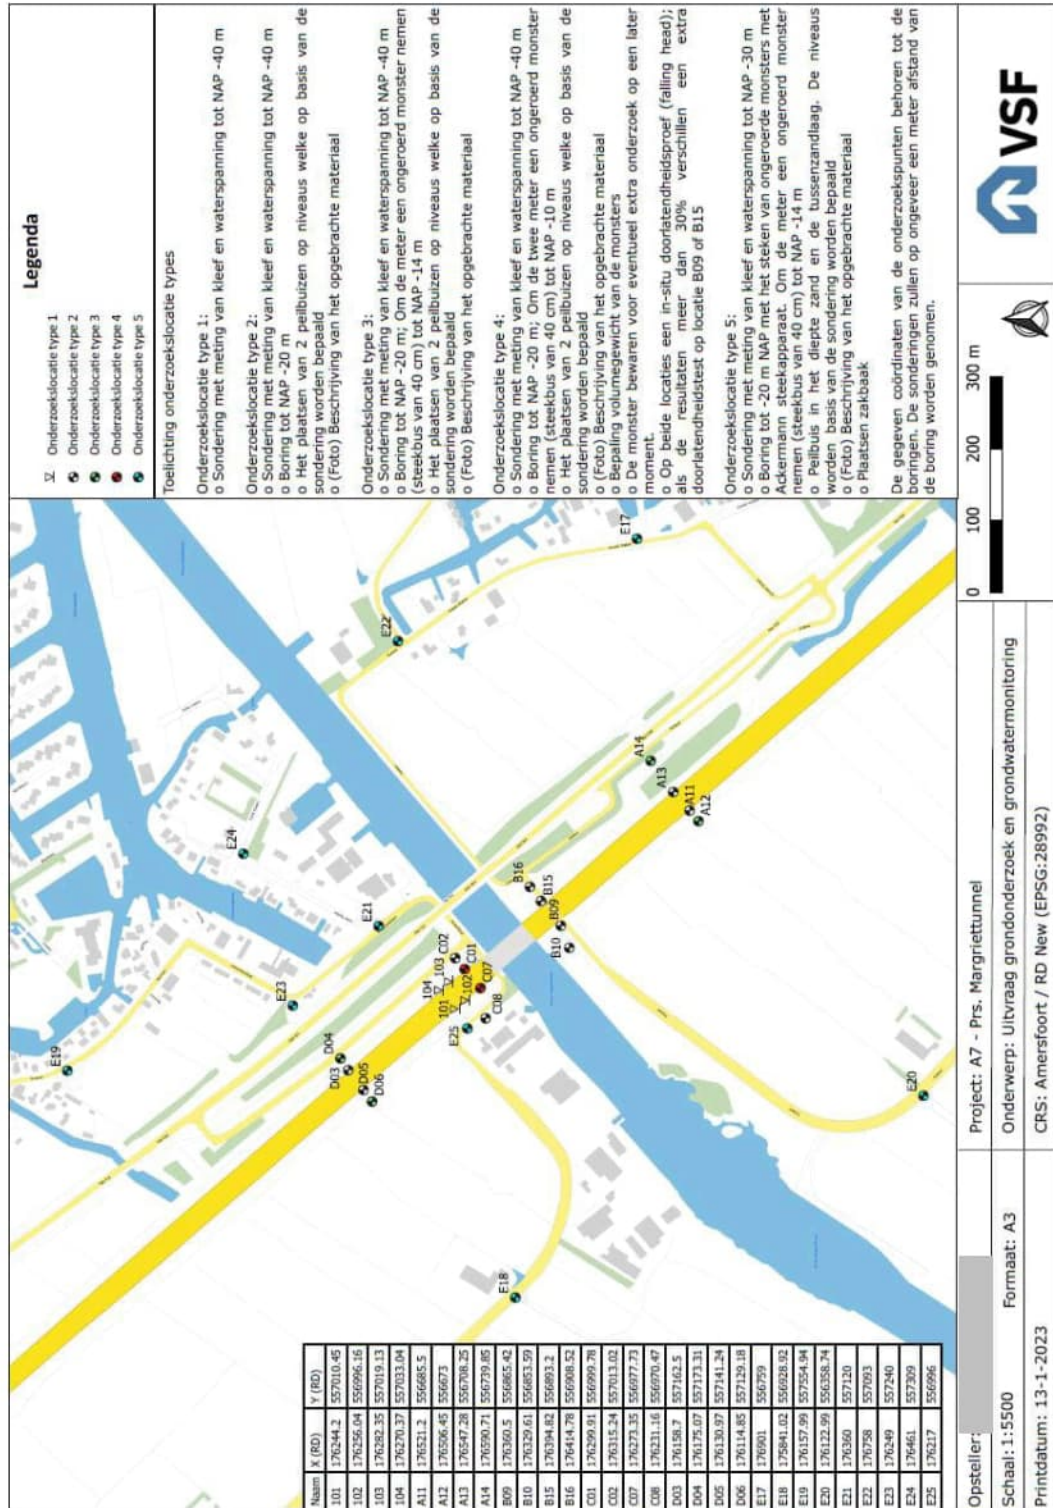 Legenda
Onderzoekslocatie type 1
Onderzoekslocatie type 2
Onderzoekslocatie type 3
Onderzoekslocatie type 4
Onderzoekslocatie type 5
Toelichting onderzoekslocatie types
Onderzoekslocatie type 1:
o Sondering met meting van kleef en waterspanning tot NAP -40 m
Onderzoekslocatie type 2:
o Sondering met meting van kleef en waterspanning tot NAP -40 m
o Boring tot NAP -20 m
o Het plaatsen van 2 peilbuizen op niveaus welke op basis van de
sondering worden bepaald
o (Foto) Beschrijving van het opgebrachte materiaal
Onderzoekslocatie type 3:
o Sondering met meting van kleef en waterspanning tot NAP -40 m
o Boring tot NAP -20 m; Om de meter een ongeroerd monster nemen
(steekbus van 40 cm) tot NAP -14 m
o Het plaatsen van 2 peilbuizen op niveaus welke op basis van de
sondering worden bepaald
o (Foto) Beschrijving van het opgebrachte materiaal
Onderzoekslocatie type 4:
o Sondering met meting van kleef en waterspanning tot NAP -40 m
o Boring tot NAP -20 m; Om de twee meter een ongeroerd monster
nemen (steekbus van 40 cm) tot NAP -10 m
o Het plaatsen van 2 peilbuizen op niveaus welke op basis van de
sondering worden bepaald
o (Foto) Beschrijving van het opgebrachte materiaal
o Bepaling volumegewicht van de monsters
o De monster bewaren voor eventueel extra onderzoek op een later
moment.
o Op beide locaties een in-situ doorlatendheidsproef (falling head);
als de resultaten meer dan 30% verschillen een extra
doorlatendheidstest op locatie B09 of B15
Onderzoekslocatie type 5:
o Sondering met meting van kleef en waterspanning tot NAP -30 m
o Boring tot -20 m NAP met het steken van ongeroerde monsters met
Ackermann steekapparaat. Om de meter een ongeroerd monster
nemen (steekbus van 40 cm) tot NAP -14 m
o Peilbuis in het diepte zand en de tussenzandlaag. De niveaus
worden basis van de sondering worden bepaald
o (Foto) Beschrijving van het opgebrachte materiaal
o Plaatsen zakbaak
De gegeven coördinaten van de onderzoekspunten behoren tot de
boringen. De sonderingen zullen op ongeveer een meter afstand van
de boring worden genomen.
E19
E23
E24
E21
E22
E17
D04
D03
D05
D06
104
103
C02
101
102
C01
E25
C07
C08
B16
B15
B09
B10
A14
A13
A11
A12
E18
E20
Naam X (RD) Y (RD)
101 176244.2 557010.45
102 176256.04 556996.16
103 176282.35 557019.13
104 176270.37 557033.04
A11 176521.2 556685.5
A12 176506.45 556673
A13 176547.28 556708.25
A14 176590.71 556739.85
B09 176360.5 556865.42
B10 176329.61 556853.59
B15 176394.82 556893.2
B16 176414.78 556908.52
C01 176299.91 556999.78
C02 176315.24 557013.02
C07 176273.35 556977.73
C08 176231.16 556970.47
D03 176158.7 557162.5
D04 176175.07 557173.31
D05 176130.97 557141.24
D06 176114.85 557129.18
E17 176901 556759
E18 175841.02 556928.92
E19 176157.99 557554.94
E20 176122.99 556358.74
E21 176360 557120
E22 176758 557093
E23 176249 557240
E24 176461 557309
E25 176217 556996
Opsteller:
Schaal: 1:5500 Formaat: A3
Printdatum: 13-1-2023
Project: A7 - Prs. Margriettunnel
Onderwerp: Uitvraag grondonderzoek en grondwatermonitoring
CRS: Amersfoort / RD New (EPSG:28992)
0 100 200 300 m
VSF